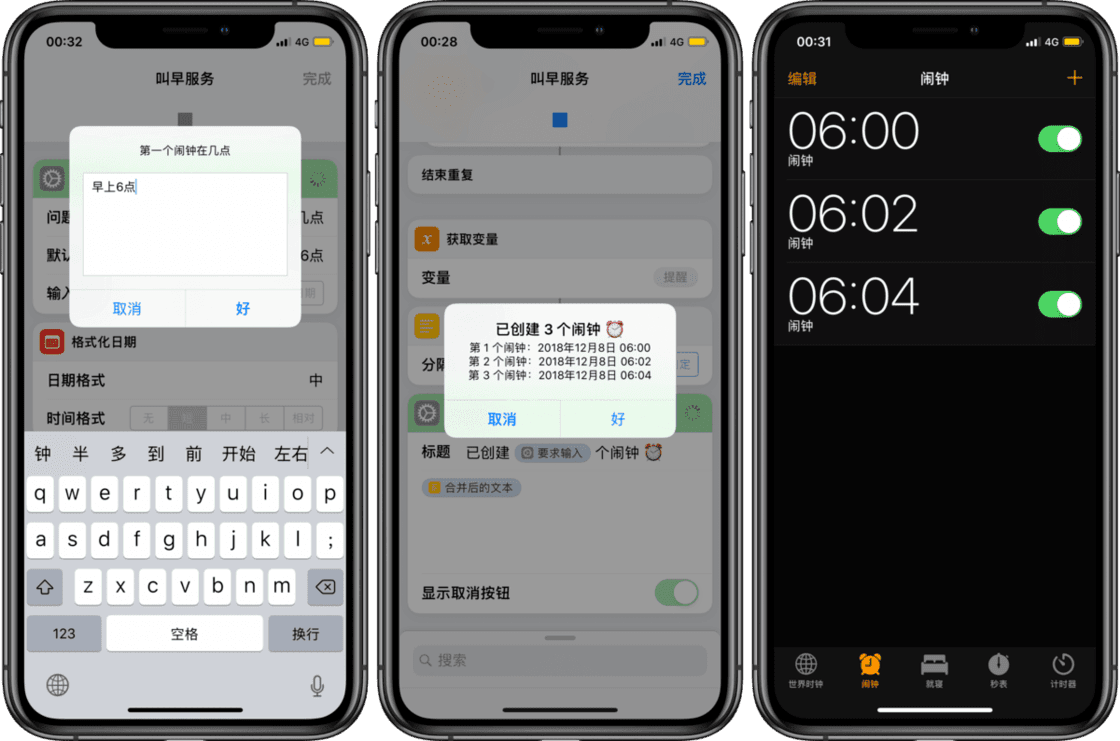 00:32
4G
叫早服务
完成
第一个闹钟在几点
早上6点
取消
好
问题
几点
默认
6点
输入
期
格式化日期
日期格式
中
时间格式
无
短
中
长
相对
钟 半 多 到 前 开始 左右
q w e r t y u i o p
a s d f g h j k l ;
z x c v b n m
123
空格
换行
00:28
4G
叫早服务
完成
结束重复
x
获取变量
变量
提醒
分隔
定
已创建 3 个闹钟 ⏰
第 1 个闹钟：2018年12月8日 06:00
第 2 个闹钟：2018年12月8日 06:02
第 3 个闹钟：2018年12月8日 06:04
取消
好
标题 已创建 要求输入 个闹钟 ⏰
合并后的文本
显示取消按钮
搜索
00:31
4G
编辑
闹钟
+
06:00
闹钟
06:02
闹钟
06:04
闹钟
世界时钟
闹钟
就寝
秒表
计时器